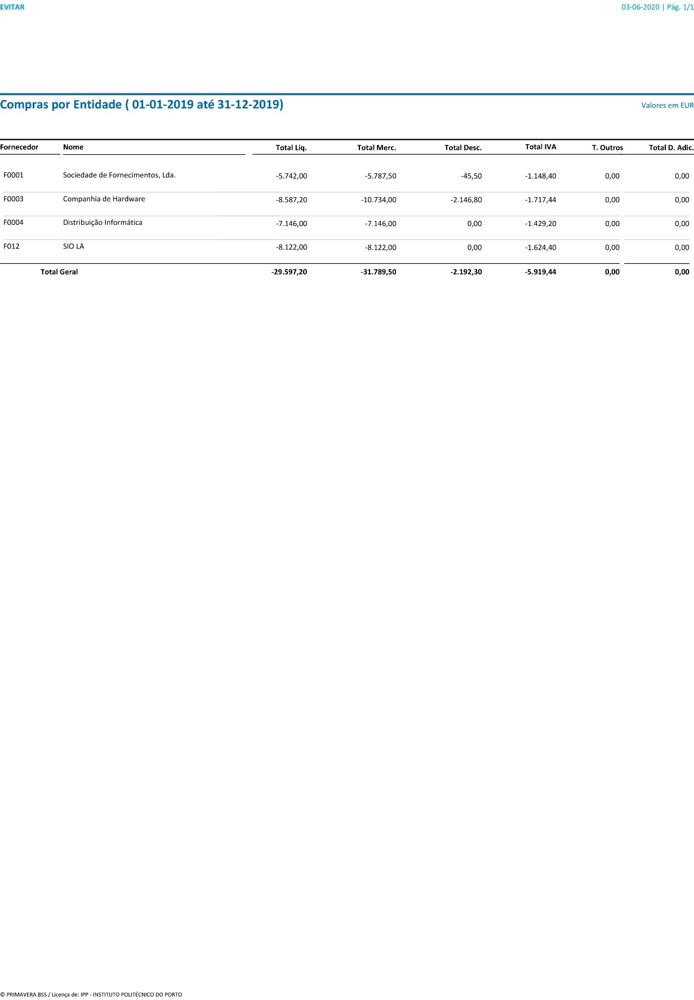 EVITAR 03-06-2020 | Pág. 1/1
Compras por Entidade ( 01-01-2019 até 31-12-2019) Valores em EUR
Fornecedor Nome Total Liq. Total Merc. Total Desc. Total IVA T. Outros Total D. Adic.
F0001 Sociedade de Fornecimentos, Lda. -5.742,00 -5.787,50 -45,50 -1.148,40 0,00 0,00
F0003 Companhia de Hardware -8.587,20 -10.734,00 -2.146,80 -1.717,44 0,00 0,00
F0004 Distribuição Informática -7.146,00 -7.146,00 0,00 -1.429,20 0,00 0,00
F012 SIO LA -8.122,00 -8.122,00 0,00 -1.624,40 0,00 0,00
Total Geral -29.597,20 -31.789,50 -2.192,30 -5.919,44 0,00 0,00
© PRIMAVERA BSS / Licença de: IPP - INSTITUTO POLITÉCNICO DO PORTO